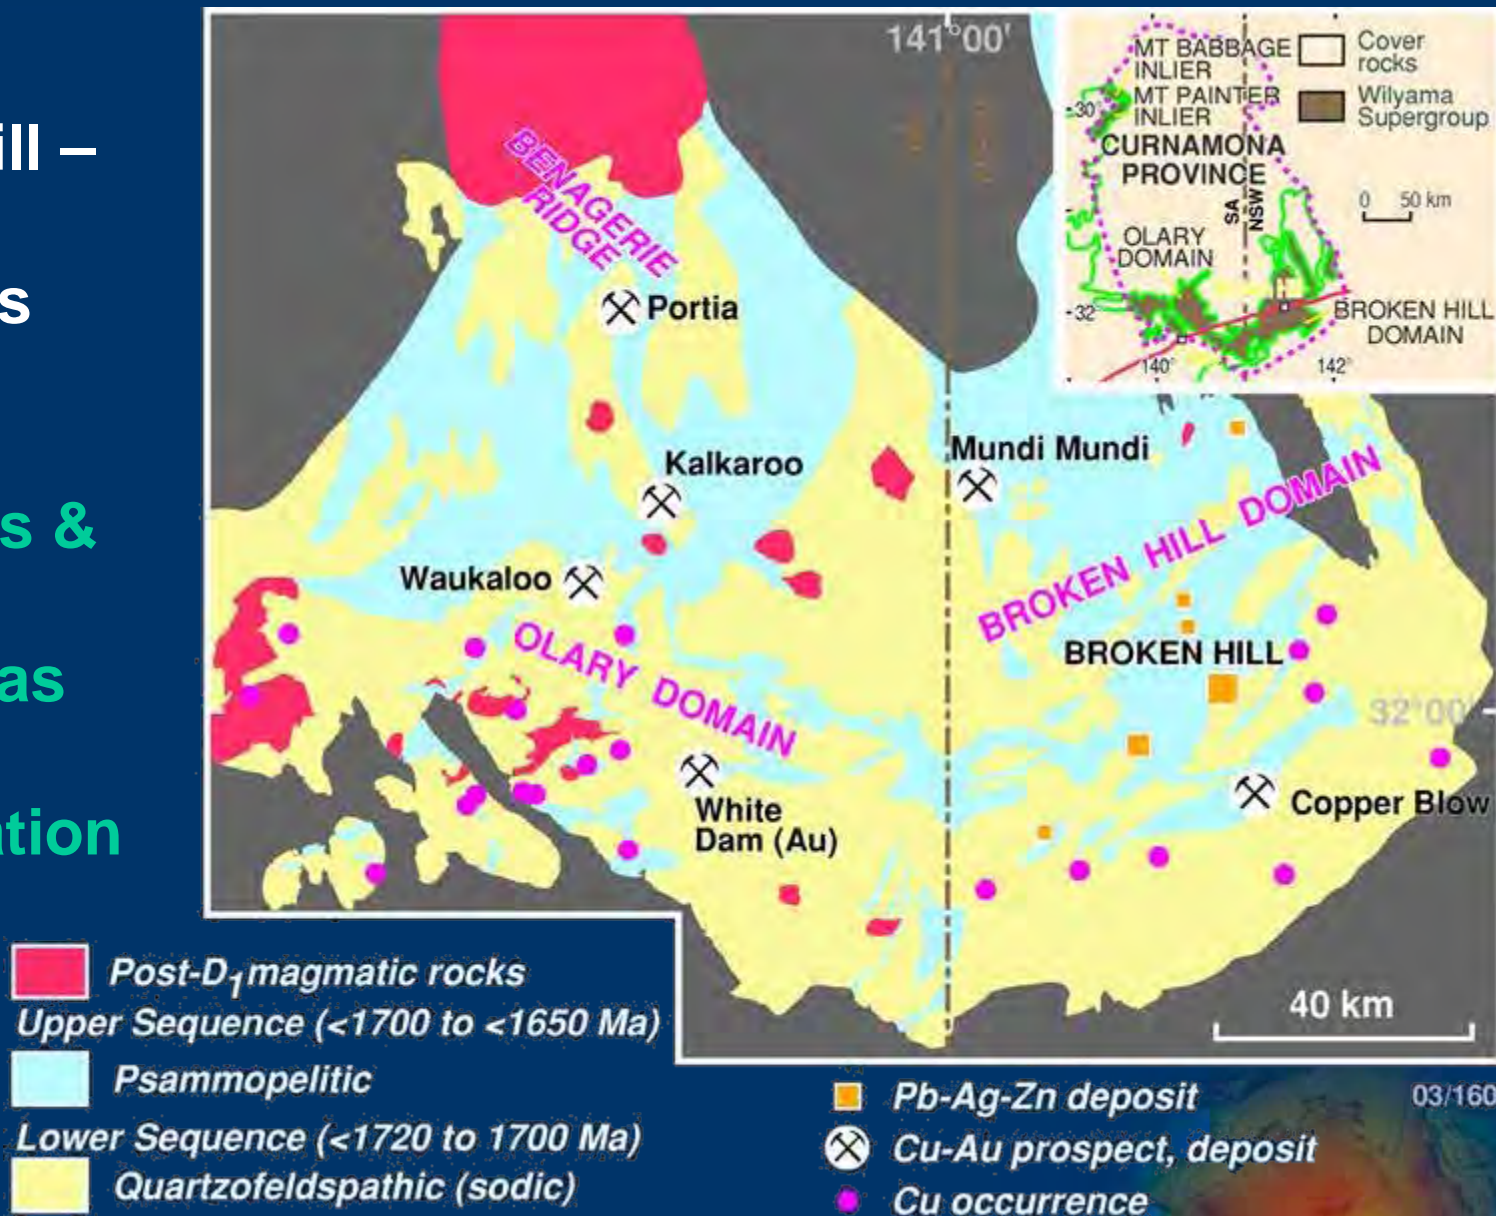 ill –
s
s &
as
ation
141°00'
MT BABBAGE
INLIER
MT PAINTER
INLIER
Cover
rocks
Wilyama
Supergroup
30°
CURNAMONA
PROVINCE
SA
NSW
0 50 km
OLARY
DOMAIN
32°
BROKEN HILL
DOMAIN
140°
142°
BENAGERIE
RIDGE
Portia
Kalkaroo
Mundi Mundi
BROKEN HILL DOMAIN
Waukaloo
OLARY DOMAIN
BROKEN HILL
32°00'
White
Dam (Au)
Copper Blow
40 km
Post-D1magmatic rocks
Upper Sequence (<1700 to <1650 Ma)
Psammopelitic
Lower Sequence (<1720 to 1700 Ma)
Quartzofeldspathic (sodic)
Pb-Ag-Zn deposit
Cu-Au prospect, deposit
Cu occurrence
03/160